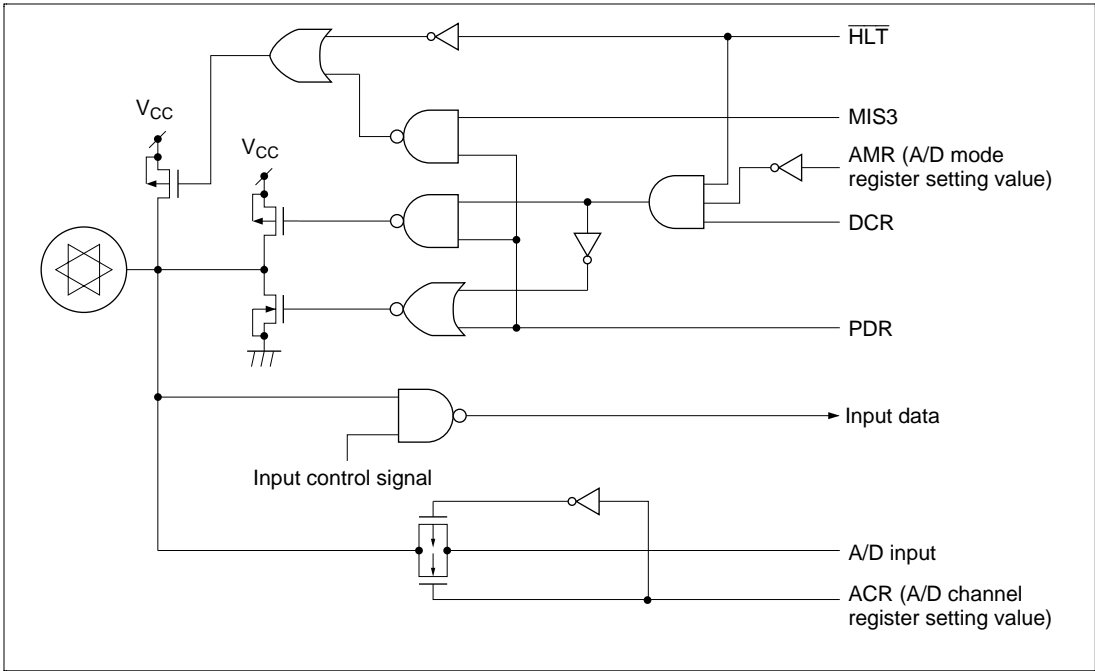 H̅L̅T̅
VCC
MIS3
VCC
AMR (A/D mode
register setting value)
DCR
PDR
Input data
Input control signal
A/D input
ACR (A/D channel
register setting value)